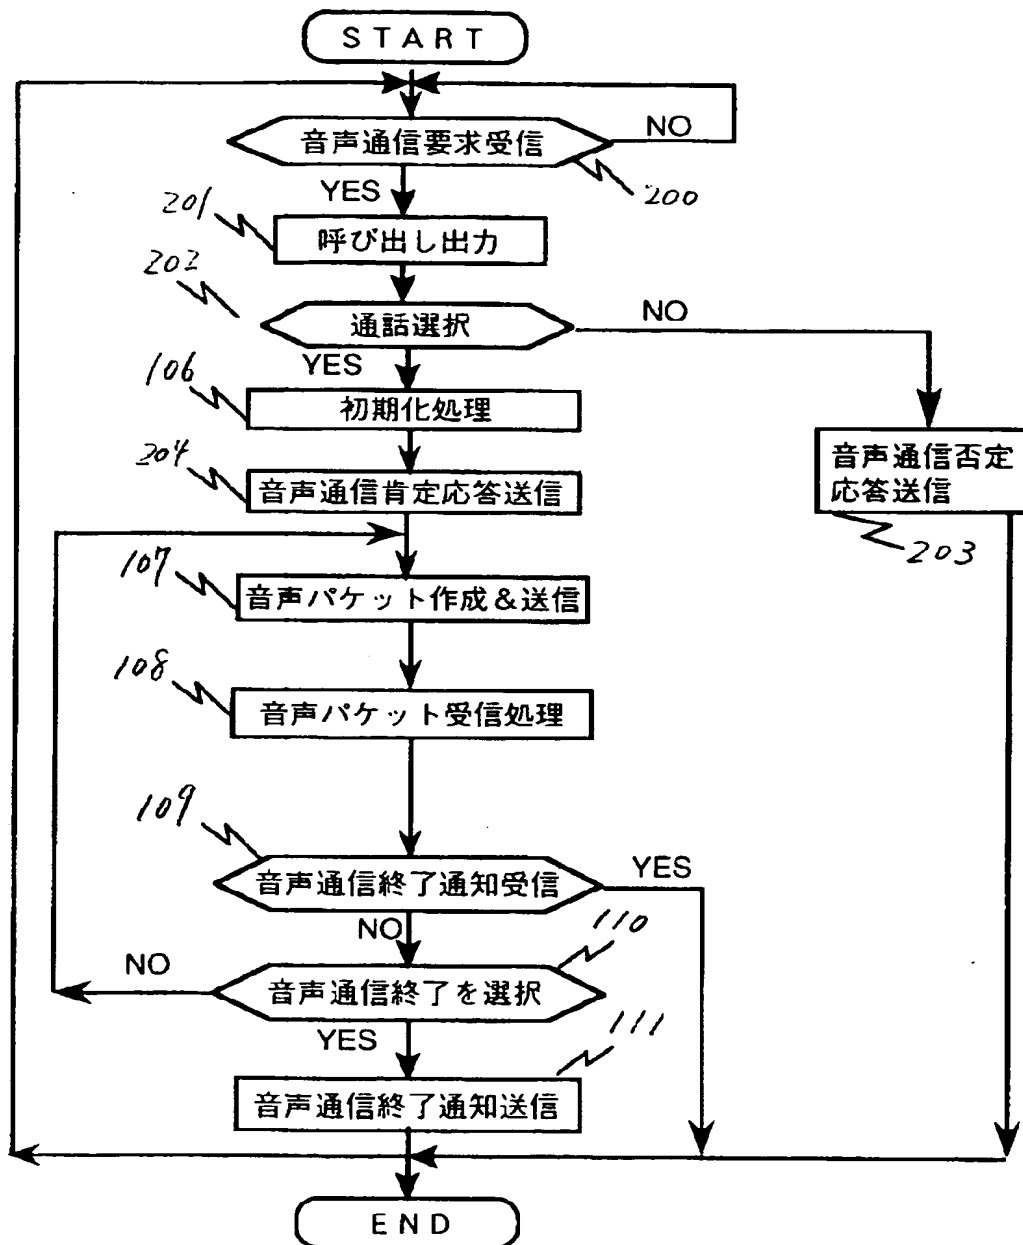 START
音声通信要求受信
NO
200
YES
201
呼び出し出力
202
通話選択
NO
YES
106
初期化処理
204
音声通信肯定応答送信
音声通信否定
応答送信
203
107
音声パケット作成&送信
108
音声パケット受信処理
109
音声通信終了通知受信
YES
NO
110
NO
音声通信終了を選択
YES
111
音声通信終了通知送信
END